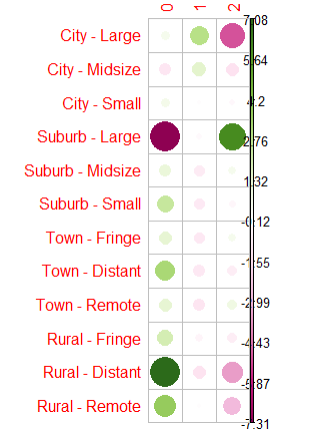 0 1 2
City - Large
City - Midsize
City - Small
Suburb - Large
Suburb - Midsize
Suburb - Small
Town - Fringe
Town - Distant
Town - Remote
Rural - Fringe
Rural - Distant
Rural - Remote
7.08
5.64
4.2
2.76
1.32
-0.12
-1.55
-2.99
-4.43
-5.87
-7.31